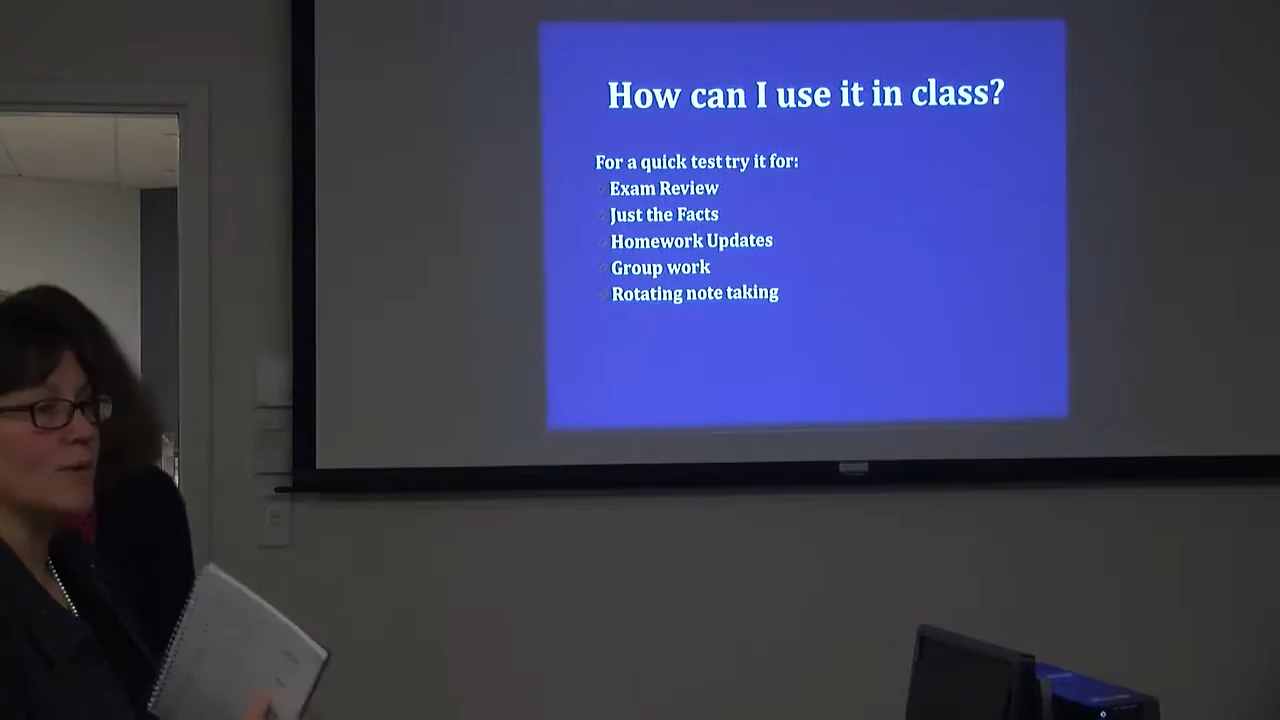 How can I use it in class?
For a quick test try it for:
Exam Review
Just the Facts
Homework Updates
Group work
Rotating note taking